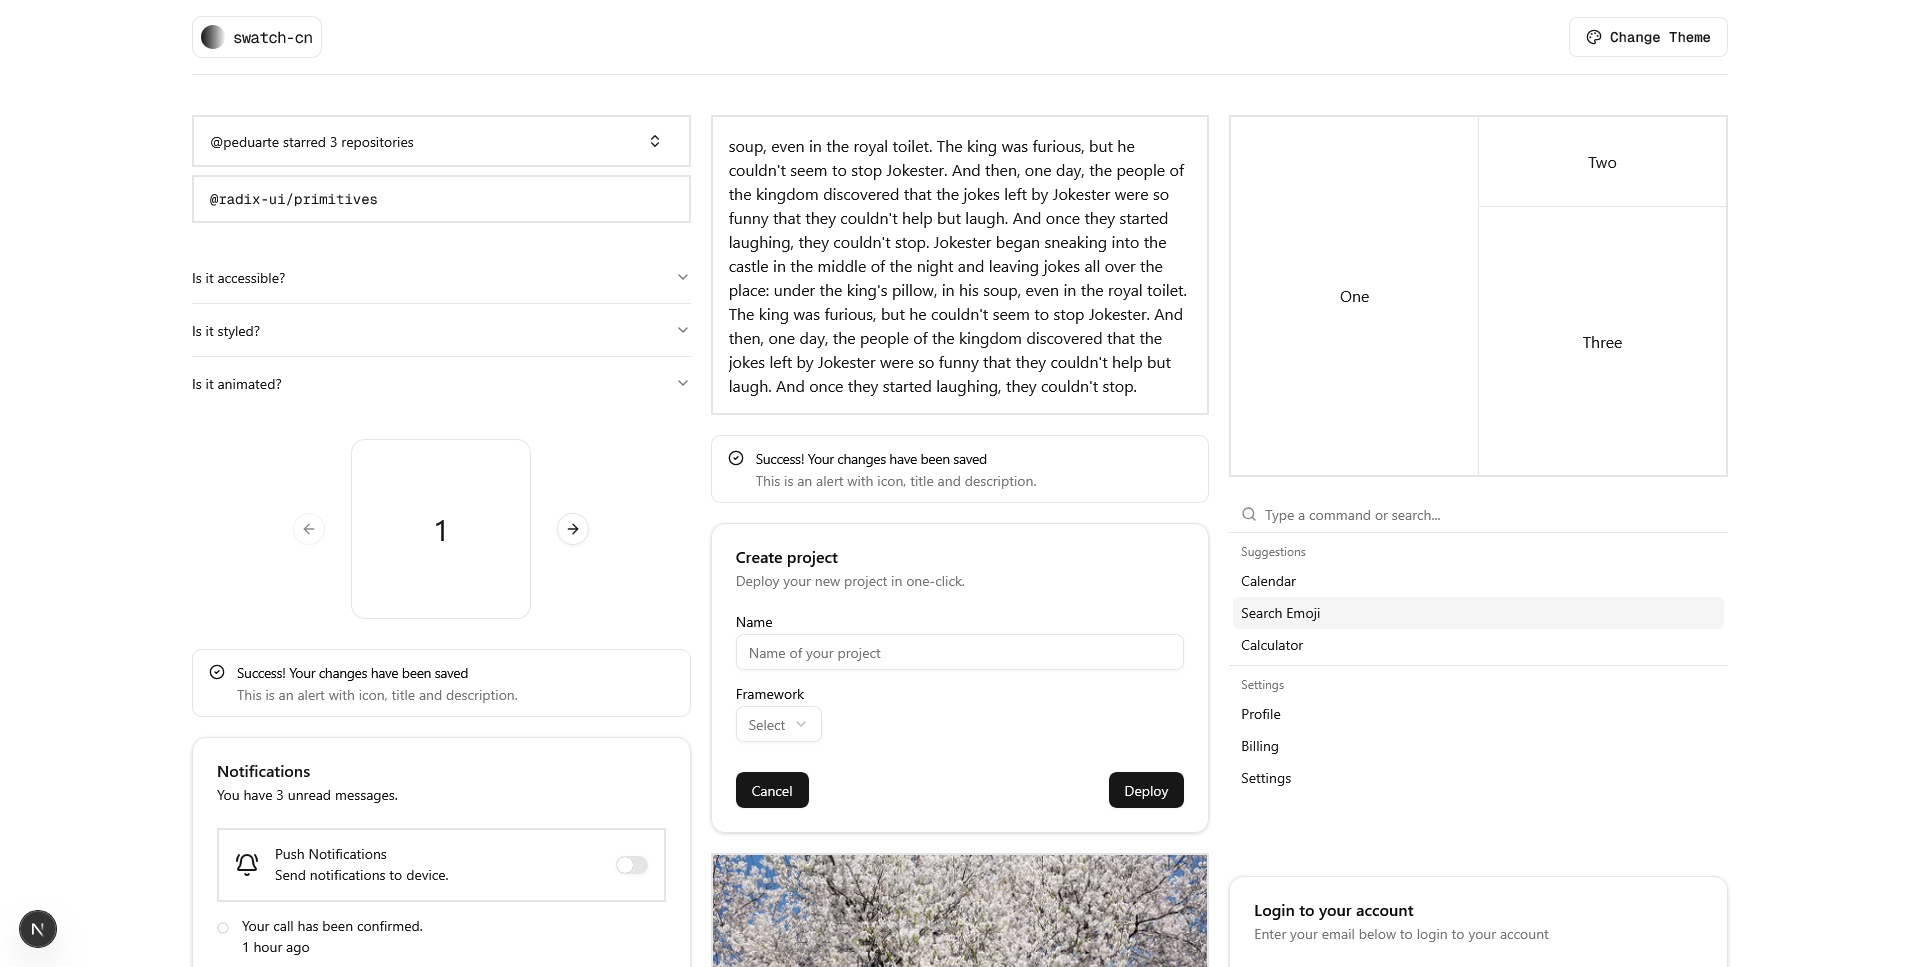 swatch-cn
Change Theme
@peduarte starred 3 repositories
@radix-ui/primitives
Is it accessible?
Is it styled?
Is it animated?
1
Success! Your changes have been saved
This is an alert with icon, title and description.
Notifications
You have 3 unread messages.
Push Notifications
Send notifications to device.
Your call has been confirmed.
1 hour ago
N
soup, even in the royal toilet. The king was furious, but he
couldn't seem to stop Jokester. And then, one day, the people of
the kingdom discovered that the jokes left by Jokester were so
funny that they couldn't help but laugh. And once they started
laughing, they couldn't stop. Jokester began sneaking into the
castle in the middle of the night and leaving jokes all over the
place: under the king's pillow, in his soup, even in the royal toilet.
The king was furious, but he couldn't seem to stop Jokester. And
then, one day, the people of the kingdom discovered that the
jokes left by Jokester were so funny that they couldn't help but
laugh. And once they started laughing, they couldn't stop.
Success! Your changes have been saved
This is an alert with icon, title and description.
Create project
Deploy your new project in one-click.
Name
Name of your project
Framework
Select
Cancel
Deploy
One
Two
Three
Type a command or search...
Suggestions
Calendar
Search Emoji
Calculator
Settings
Profile
Billing
Settings
Login to your account
Enter your email below to login to your account